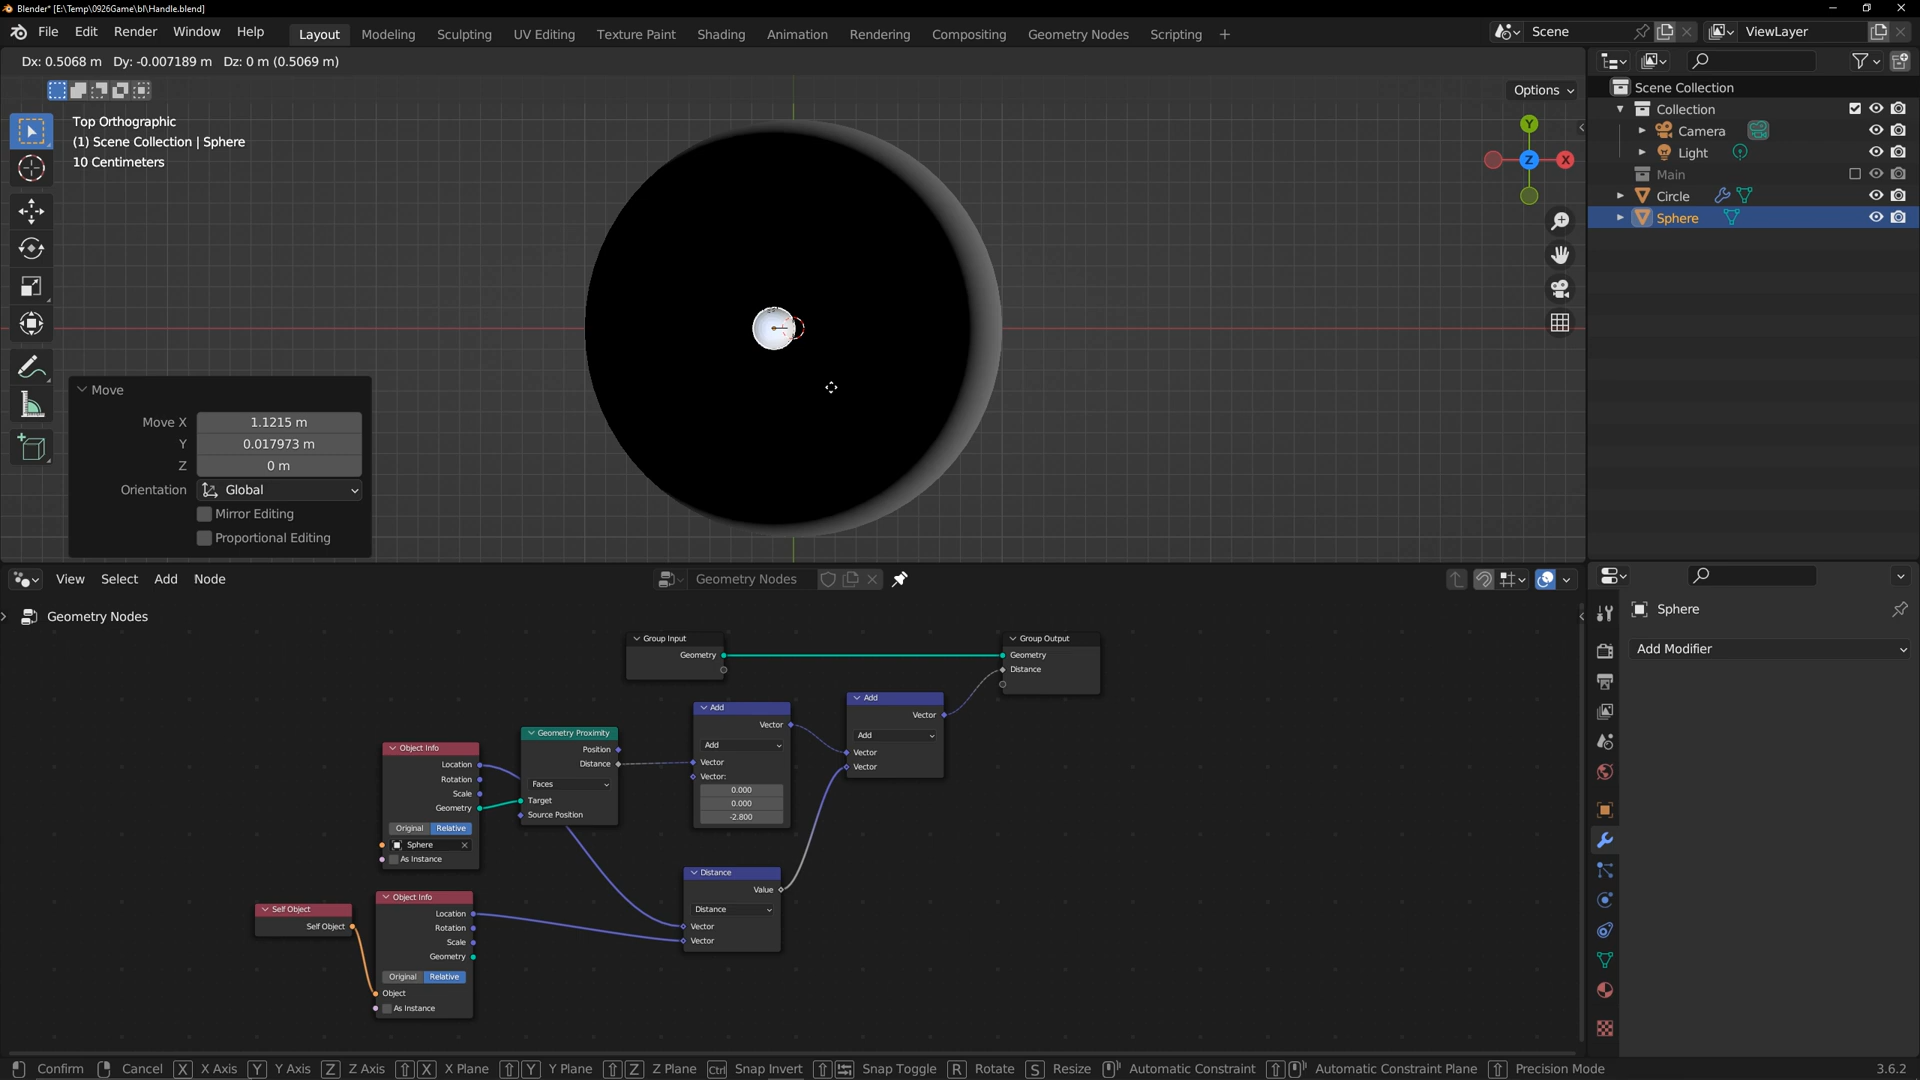 Blender* [E:\Temp\0926Game\bl\Handle.blend]
File Edit Render Window Help Layout Modeling Sculpting UV Editing Texture Paint Shading Animation Rendering Compositing Geometry Nodes Scripting + Scene ViewLayer
Dx: 0.5068 m Dy: -0.007189 m Dz: 0 m (0.5069 m)
Options
Top Orthographic
(1) Scene Collection | Sphere
10 Centimeters
Y
Z
X
Move
Move X 1.1215 m
Y 0.017973 m
Z 0 m
Orientation Global
Mirror Editing
Proportional Editing
Scene Collection
Collection
Camera
Light
Main
Circle
Sphere
View Select Add Node Geometry Nodes
Geometry Nodes
Group Input
Geometry
Group Output
Geometry
Distance
Add
Vector
Add
Vector
Vector:
0.000
0.000
-2.800
Add
Vector
Add
Vector
Vector
Geometry Proximity
Position
Distance
Faces
Target
Source Position
Object Info
Location
Rotation
Scale
Geometry
Original Relative
Sphere
As Instance
Distance
Value
Distance
Vector
Vector
Self Object
Self Object
Object Info
Location
Rotation
Scale
Geometry
Original Relative
Object
As Instance
Sphere
Add Modifier
Confirm Cancel X X Axis Y Y Axis Z Z Axis X X Plane Y Y Plane Z Z Plane Ctrl Snap Invert Snap Toggle R Rotate S Resize Automatic Constraint Automatic Constraint Plane Precision Mode 3.6.2